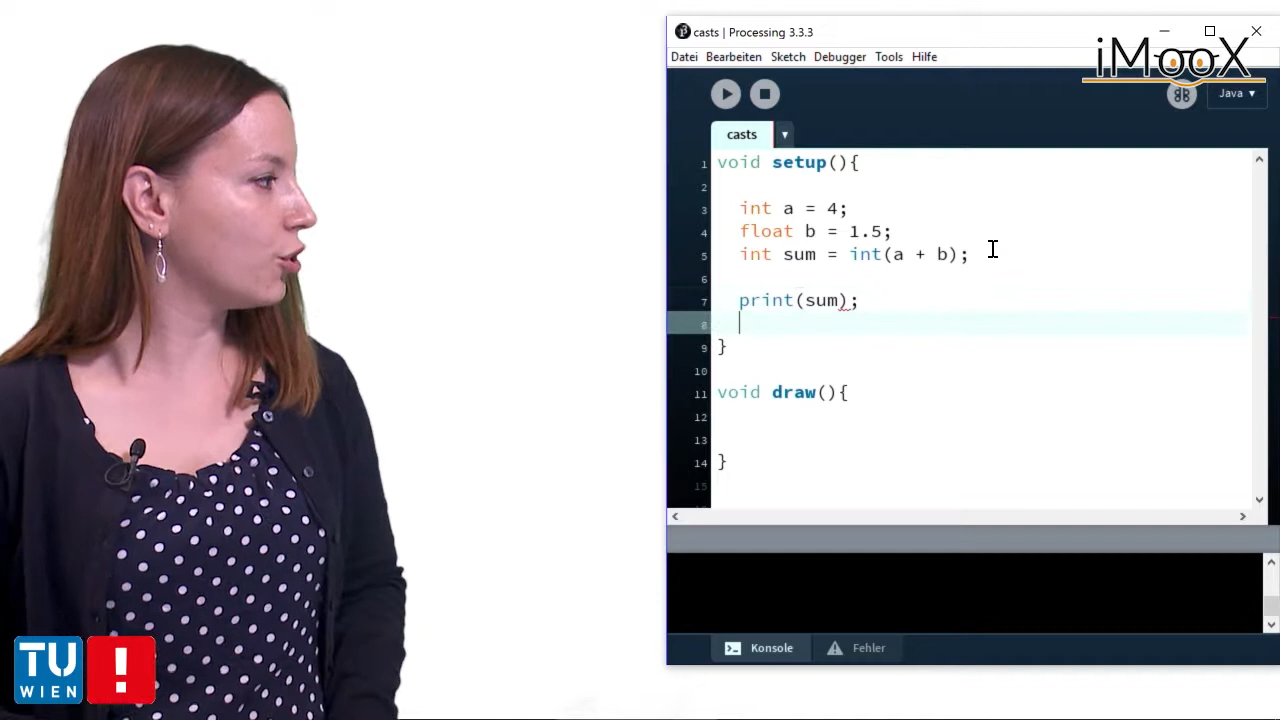 casts | Processing 3.3.3
iMooX
Datei Bearbeiten Sketch Debugger Tools Hilfe
Java ▾
casts
1 void setup(){
2
3 int a = 4;
4 float b = 1.5;
5 int sum = int(a + b);
6
7 print(sum);
8
9 }
10
11 void draw(){
12
13
14 }
15
TU
WIEN
!
Konsole
Fehler